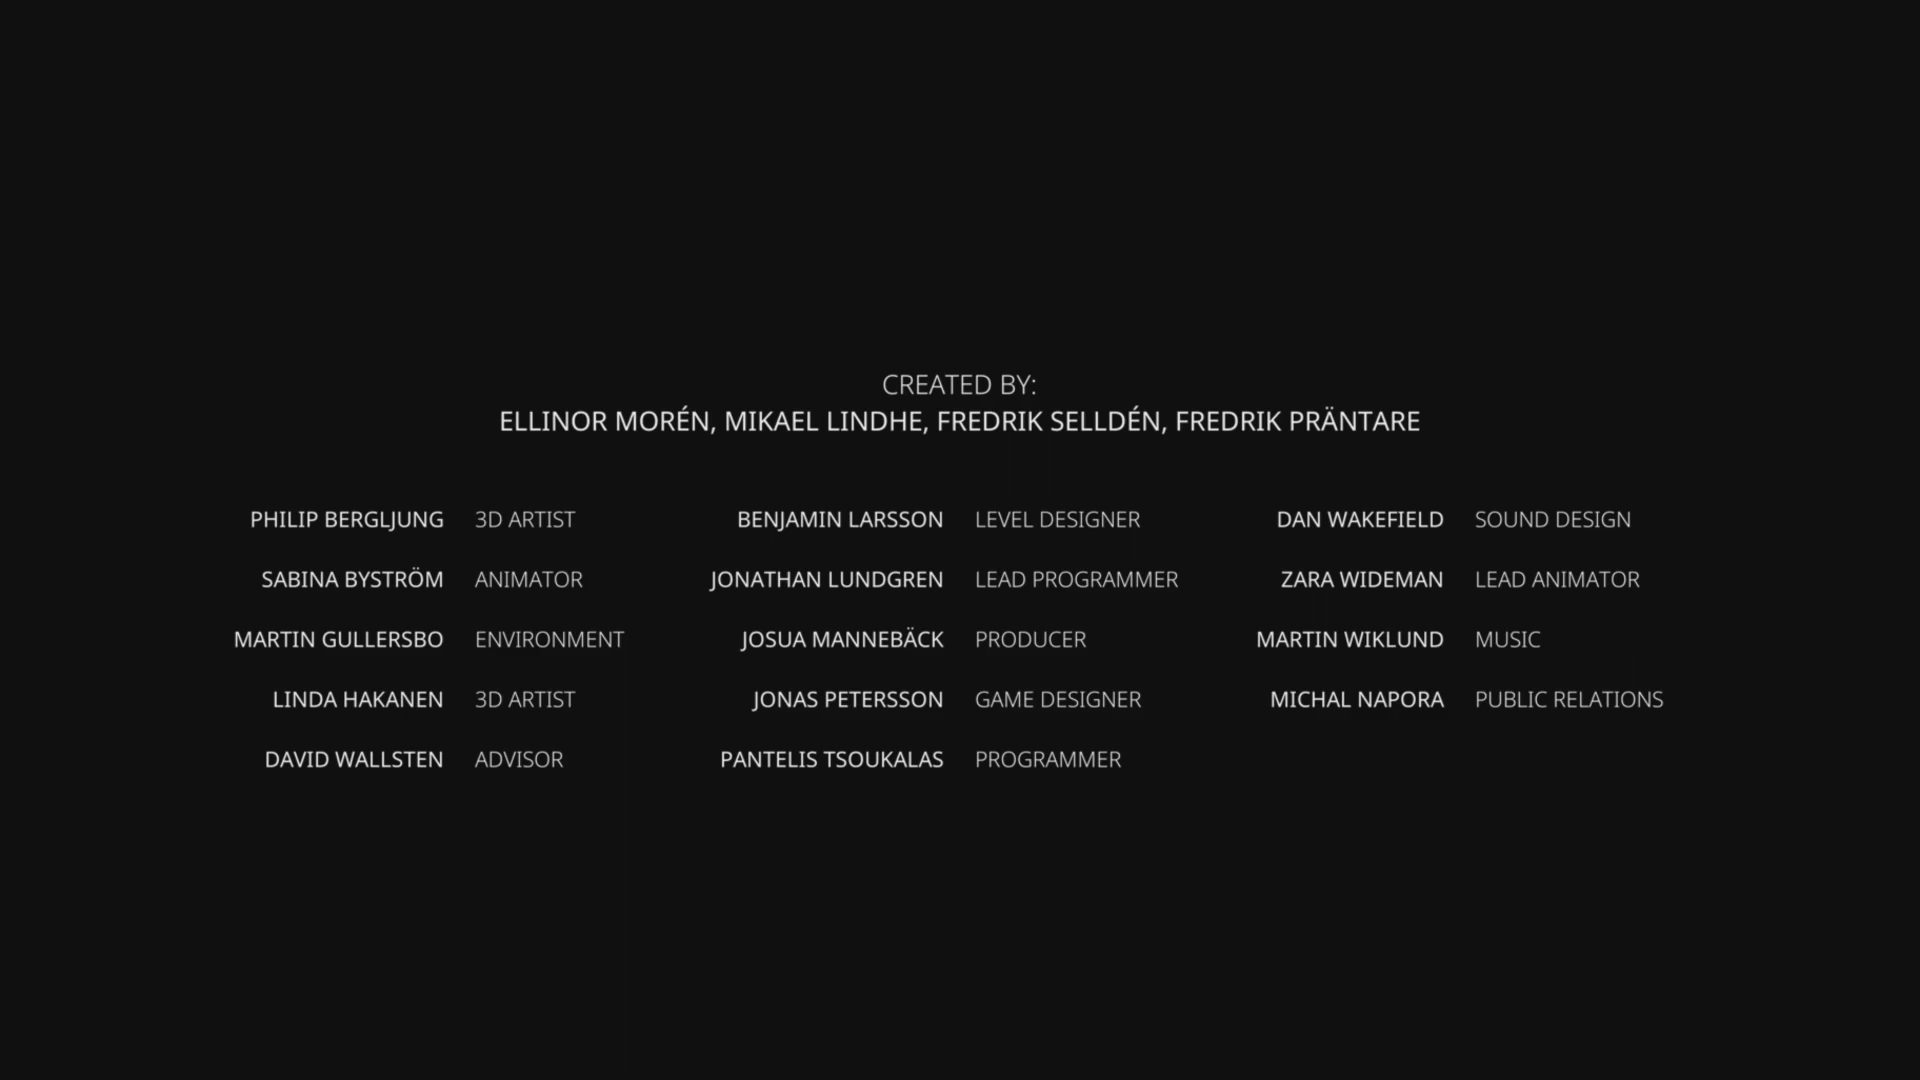 CREATED BY:
ELLINOR MORÉN, MIKAEL LINDHE, FREDRIK SELLDÉN, FREDRIK PRÄNTARE
PHILIP BERGLJUNG 3D ARTIST
SABINA BYSTRÖM ANIMATOR
MARTIN GULLERSBO ENVIRONMENT
LINDA HAKANEN 3D ARTIST
DAVID WALLSTEN ADVISOR
BENJAMIN LARSSON LEVEL DESIGNER
JONATHAN LUNDGREN LEAD PROGRAMMER
JOSUA MANNEBÄCK PRODUCER
JONAS PETERSSON GAME DESIGNER
PANTELIS TSOUKALAS PROGRAMMER
DAN WAKEFIELD SOUND DESIGN
ZARA WIDEMAN LEAD ANIMATOR
MARTIN WIKLUND MUSIC
MICHAL NAPORA PUBLIC RELATIONS